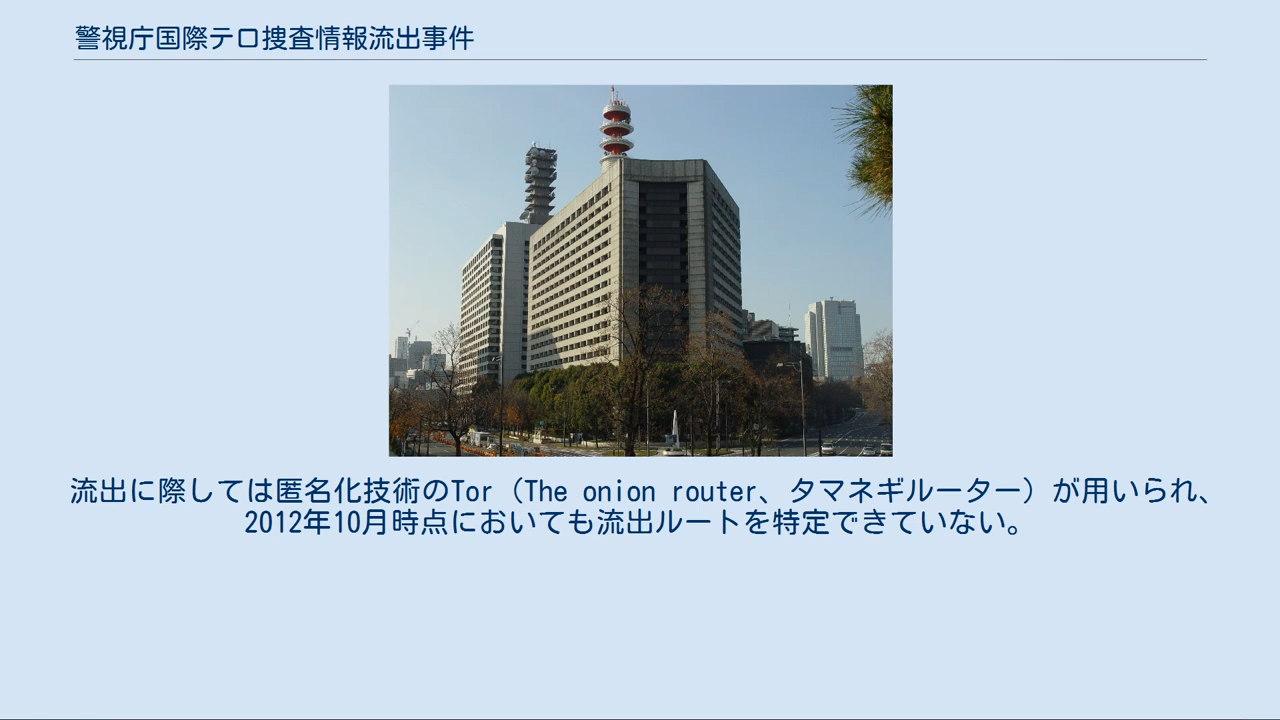 警視庁国際テロ捜査情報流出事件
流出に際しては匿名化技術のTor（The onion router、タマネギルーター）が用いられ、
2012年10月時点においても流出ルートを特定できていない。